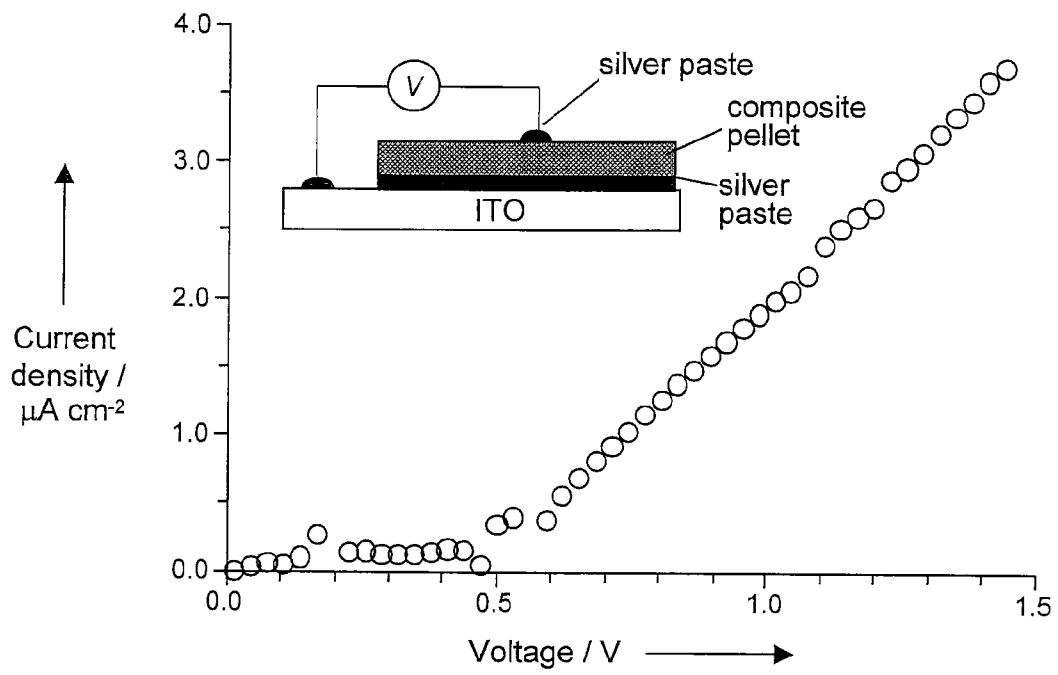 4.0
3.0
2.0
1.0
0.0
Current
density /
μA cm-2
V
silver paste
composite
pellet
silver
paste
ITO
0.0
0.5
1.0
1.5
Voltage / V